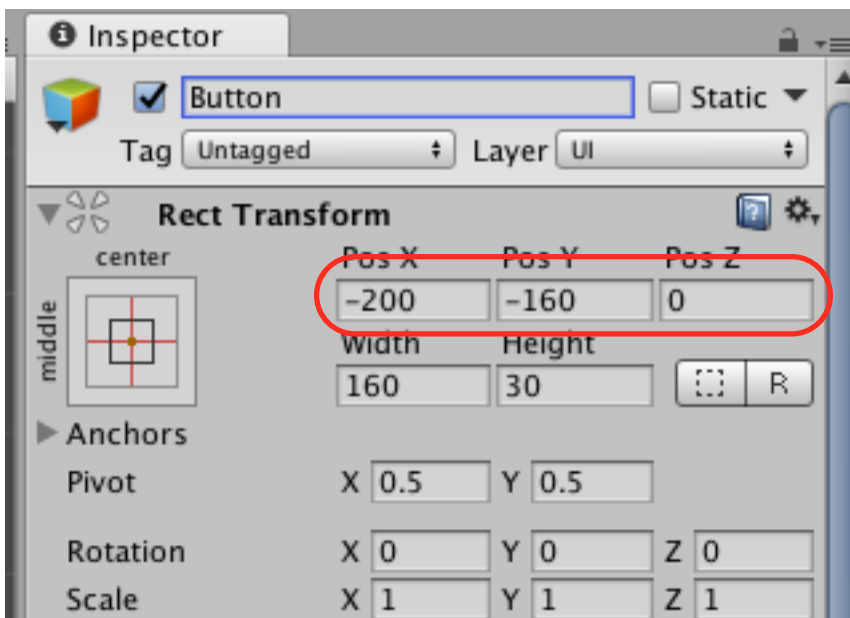 Inspector
Button Static
Tag Untagged Layer UI
Rect Transform
center Pos X Pos Y Pos Z
middle -200 -160 0
Width Height
160 30 R
Anchors
Pivot X 0.5 Y 0.5
Rotation X 0 Y 0 Z 0
Scale X 1 Y 1 Z 1